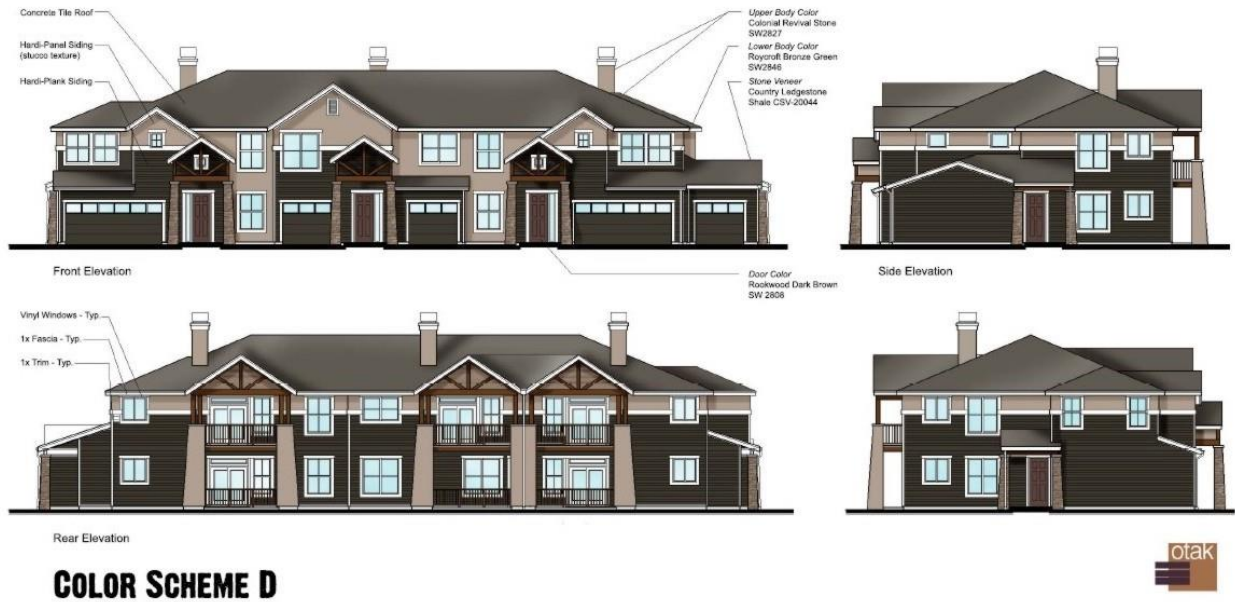 Concrete Tile Roof
Hardi-Panel Siding
(stucco texture)
Hardi-Plank Siding
Upper Body Color
Colonial Revival Stone
SW2827
Lower Body Color
Roycroft Bronze Green
SW2846
Stone Veneer
Country Ledgestone
Shale CSV-20044
Front Elevation
Side Elevation
Door Color
Rookwood Dark Brown
SW 2808
Vinyl Windows - Typ.
1x Fascia - Typ.
1x Trim - Typ.
Rear Elevation
COLOR SCHEME D
otak